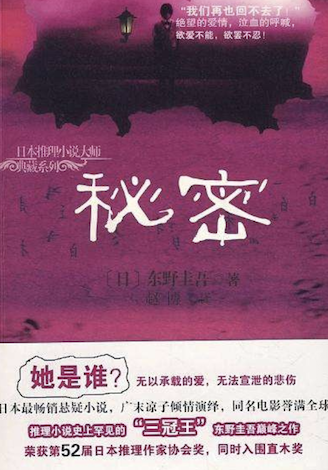 “我们再也回不去了！”
绝望的爱情，泣血的呼喊，
欲爱不能，欲罢不忍！
日本推理小说大师
典藏系列
秘密
［日］东野圭吾 著
赵博 译
她是谁？ 无以承载的爱，无法宣泄的悲伤
日本最畅销悬疑小说，广末凉子倾情演绎，同名电影誉满全球
推理小说史上罕见的“三冠王” 东野圭吾巅峰之作
荣获第52届日本推理作家协会奖，同时入围直木奖